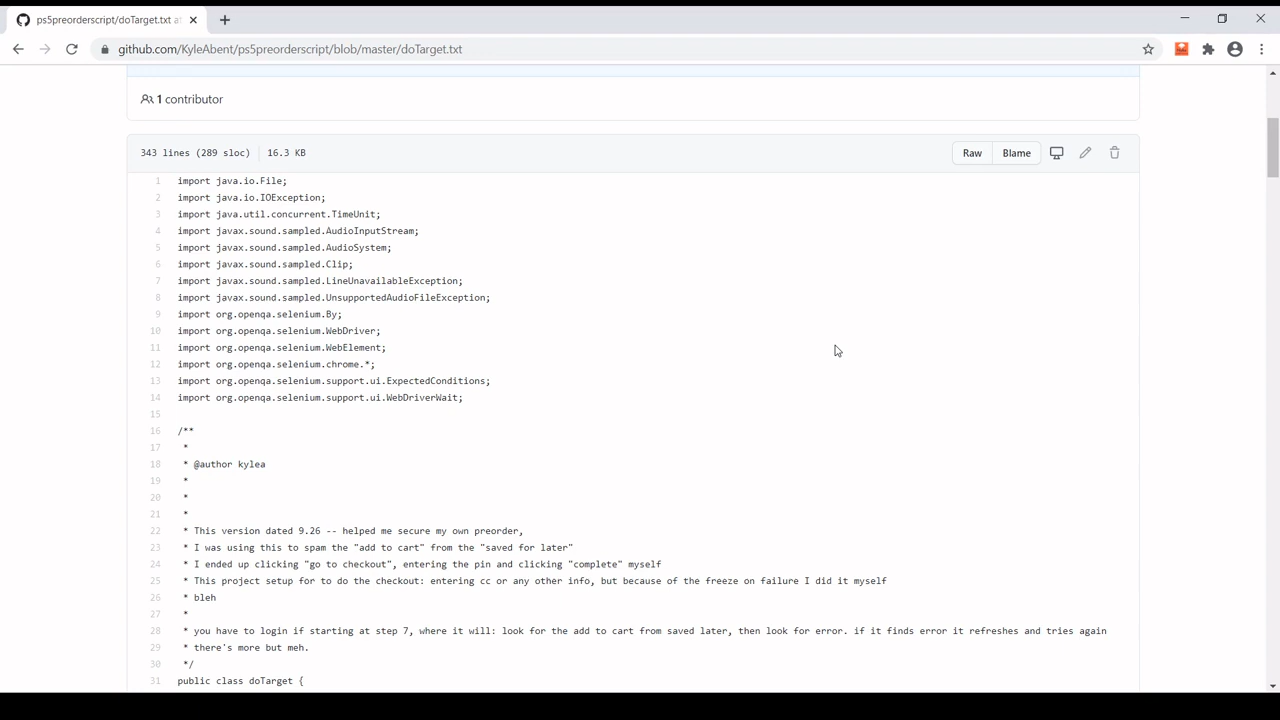 ps5preorderscript/doTarget.txt at
github.com/KyleAbent/ps5preorderscript/blob/master/doTarget.txt
1 contributor
343 lines (289 sloc) 16.3 KB Raw Blame
1 import java.io.File;
2 import java.io.IOException;
3 import java.util.concurrent.TimeUnit;
4 import javax.sound.sampled.AudioInputStream;
5 import javax.sound.sampled.AudioSystem;
6 import javax.sound.sampled.Clip;
7 import javax.sound.sampled.LineUnavailableException;
8 import javax.sound.sampled.UnsupportedAudioFileException;
9 import org.openqa.selenium.By;
10 import org.openqa.selenium.WebDriver;
11 import org.openqa.selenium.WebElement;
12 import org.openqa.selenium.chrome.*;
13 import org.openqa.selenium.support.ui.ExpectedConditions;
14 import org.openqa.selenium.support.ui.WebDriverWait;
15
16 /**
17 *
18 * @author kylea
19 *
20 *
21 *
22 * This version dated 9.26 -- helped me secure my own preorder,
23 * I was using this to spam the "add to cart" from the "saved for later"
24 * I ended up clicking "go to checkout", entering the pin and clicking "complete" myself
25 * This project setup for to do the checkout: entering cc or any other info, but because of the freeze on failure I did it myself
26 * bleh
27 *
28 * you have to login if starting at step 7, where it will: look for the add to cart from saved later, then look for error. if it finds error it refreshes and tries again
29 * there's more but meh.
30 */
31 public class doTarget {